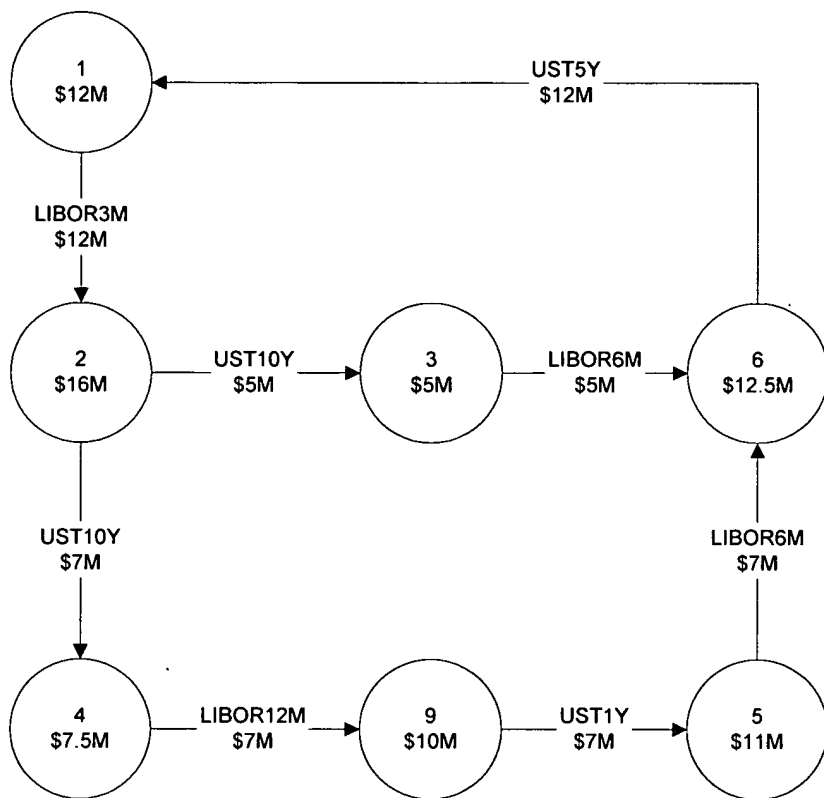 1
$12M
UST5Y
$12M
LIBOR3M
$12M
2
$16M
UST10Y
$5M
3
$5M
LIBOR6M
$5M
6
$12.5M
UST10Y
$7M
LIBOR6M
$7M
4
$7.5M
LIBOR12M
$7M
9
$10M
UST1Y
$7M
5
$11M